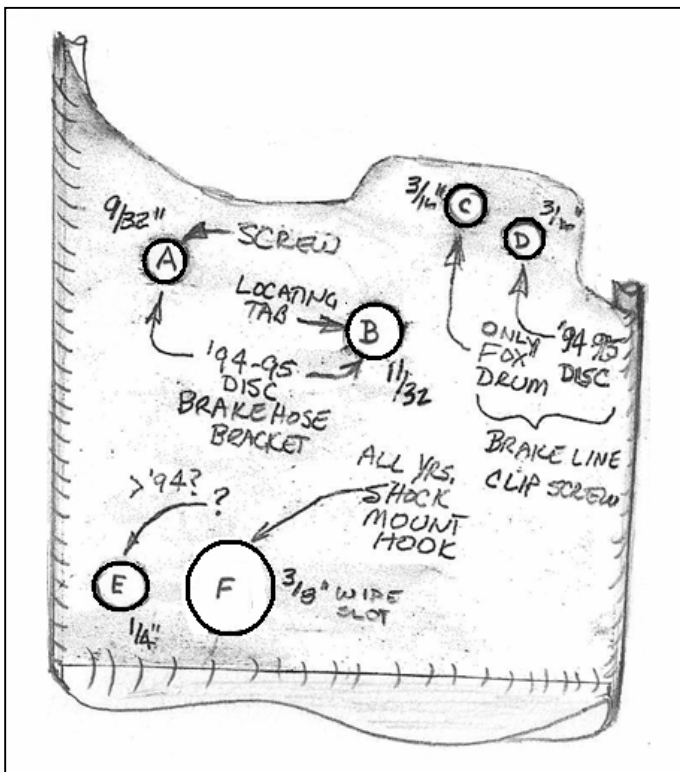 3/16"
C
3/16"
D
9/32"
SCREW
A
LOCATING
TAB
B
11/32
'94-95
DISC
BRAKE HOSE
BRACKET
ONLY
FOX
DRUM
'94-95
DISC
BRAKE LINE
CLIP SCREW
ALL YRS.
SHOCK
MOUNT
HOOK
>'94? ?
E
1/4"
F
3/8" WIDE
SLOT